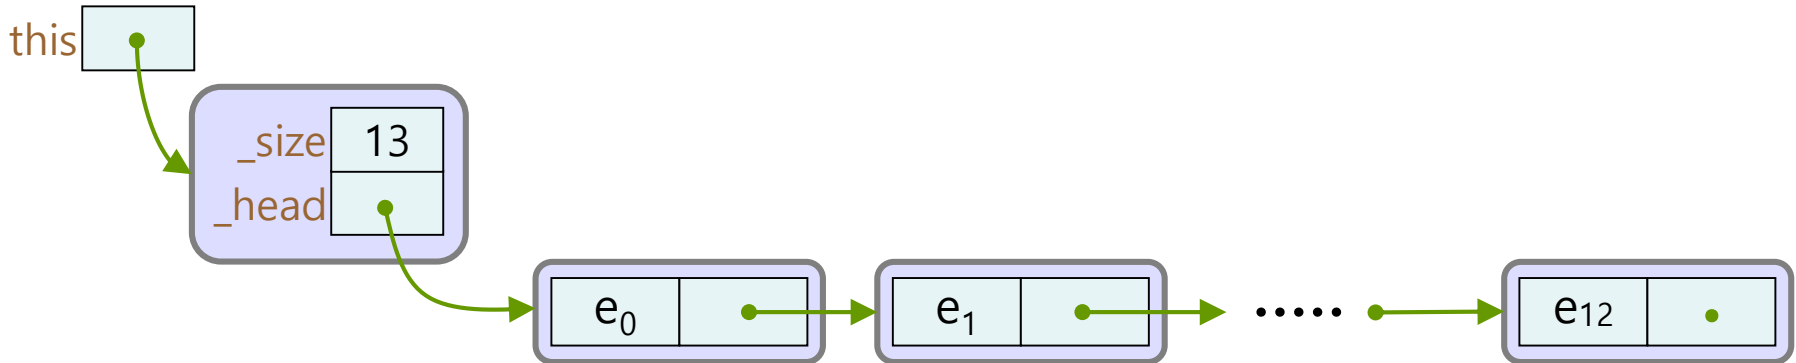 this
_size 13
_head
e₀ e₁ ..... e₁₂